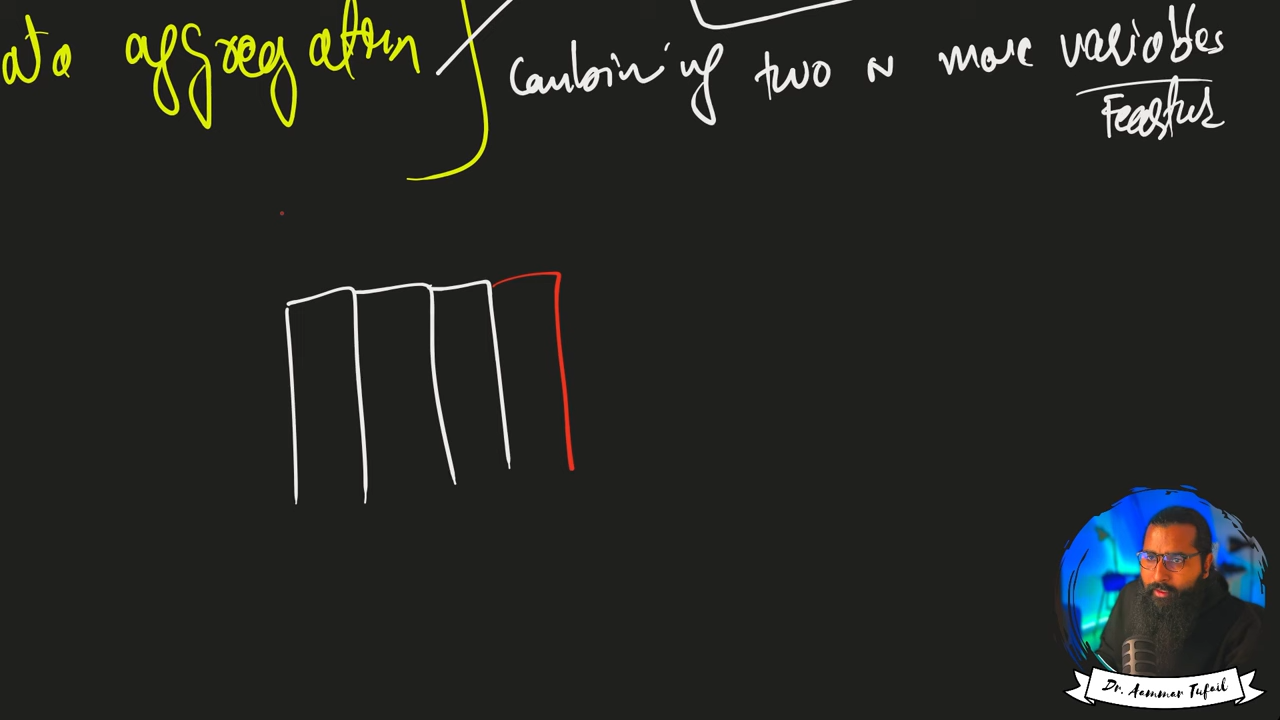 ata aggregation
Combining two or more variables
Features
Dr. Aammar Tufail